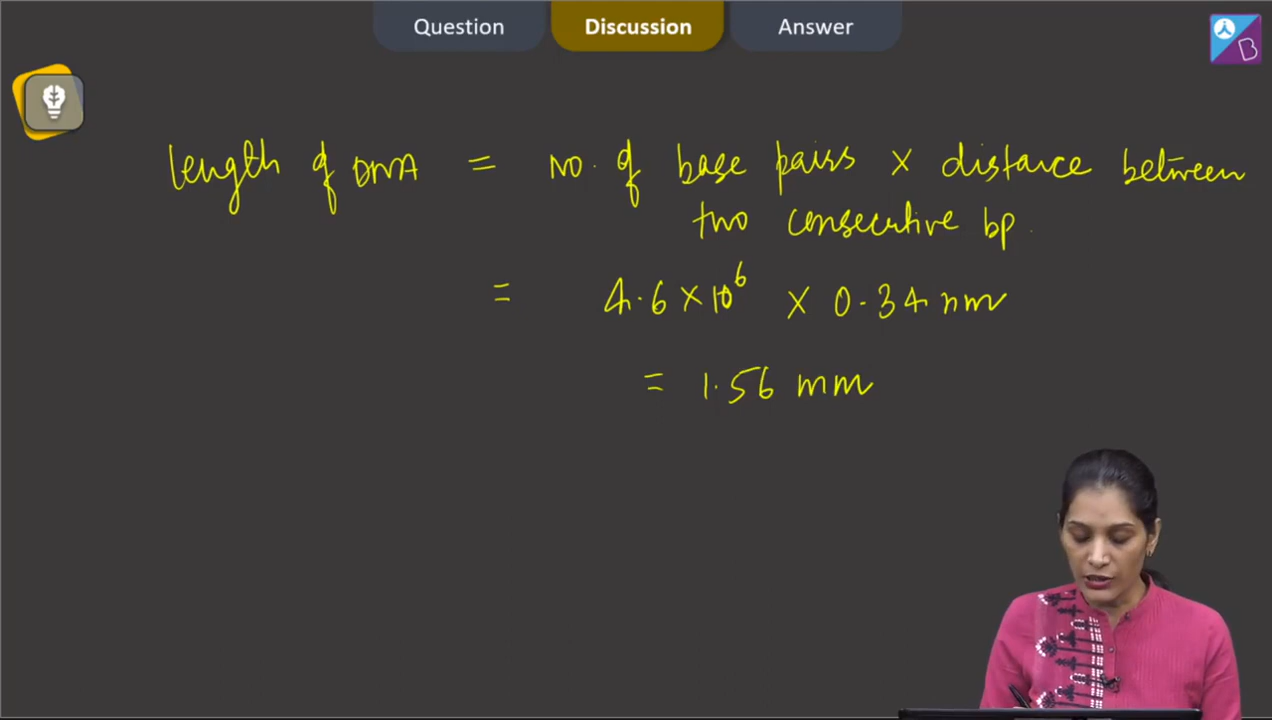 Question Discussion Answer
length of DNA = NO. of base pairs × distance between
two consecutive bp.
= 4.6 × 10⁶ × 0.34 nm
= 1.56 mm
B